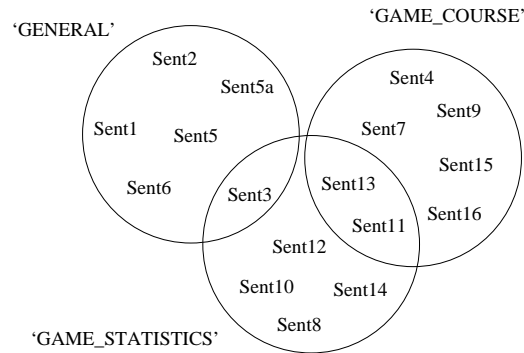 ‘GENERAL’
‘GAME_COURSE’
Sent2
Sent5a
Sent1
Sent5
Sent6
Sent3
Sent4
Sent9
Sent7
Sent15
Sent13
Sent16
Sent11
Sent12
Sent10
Sent14
Sent8
‘GAME_STATISTICS’